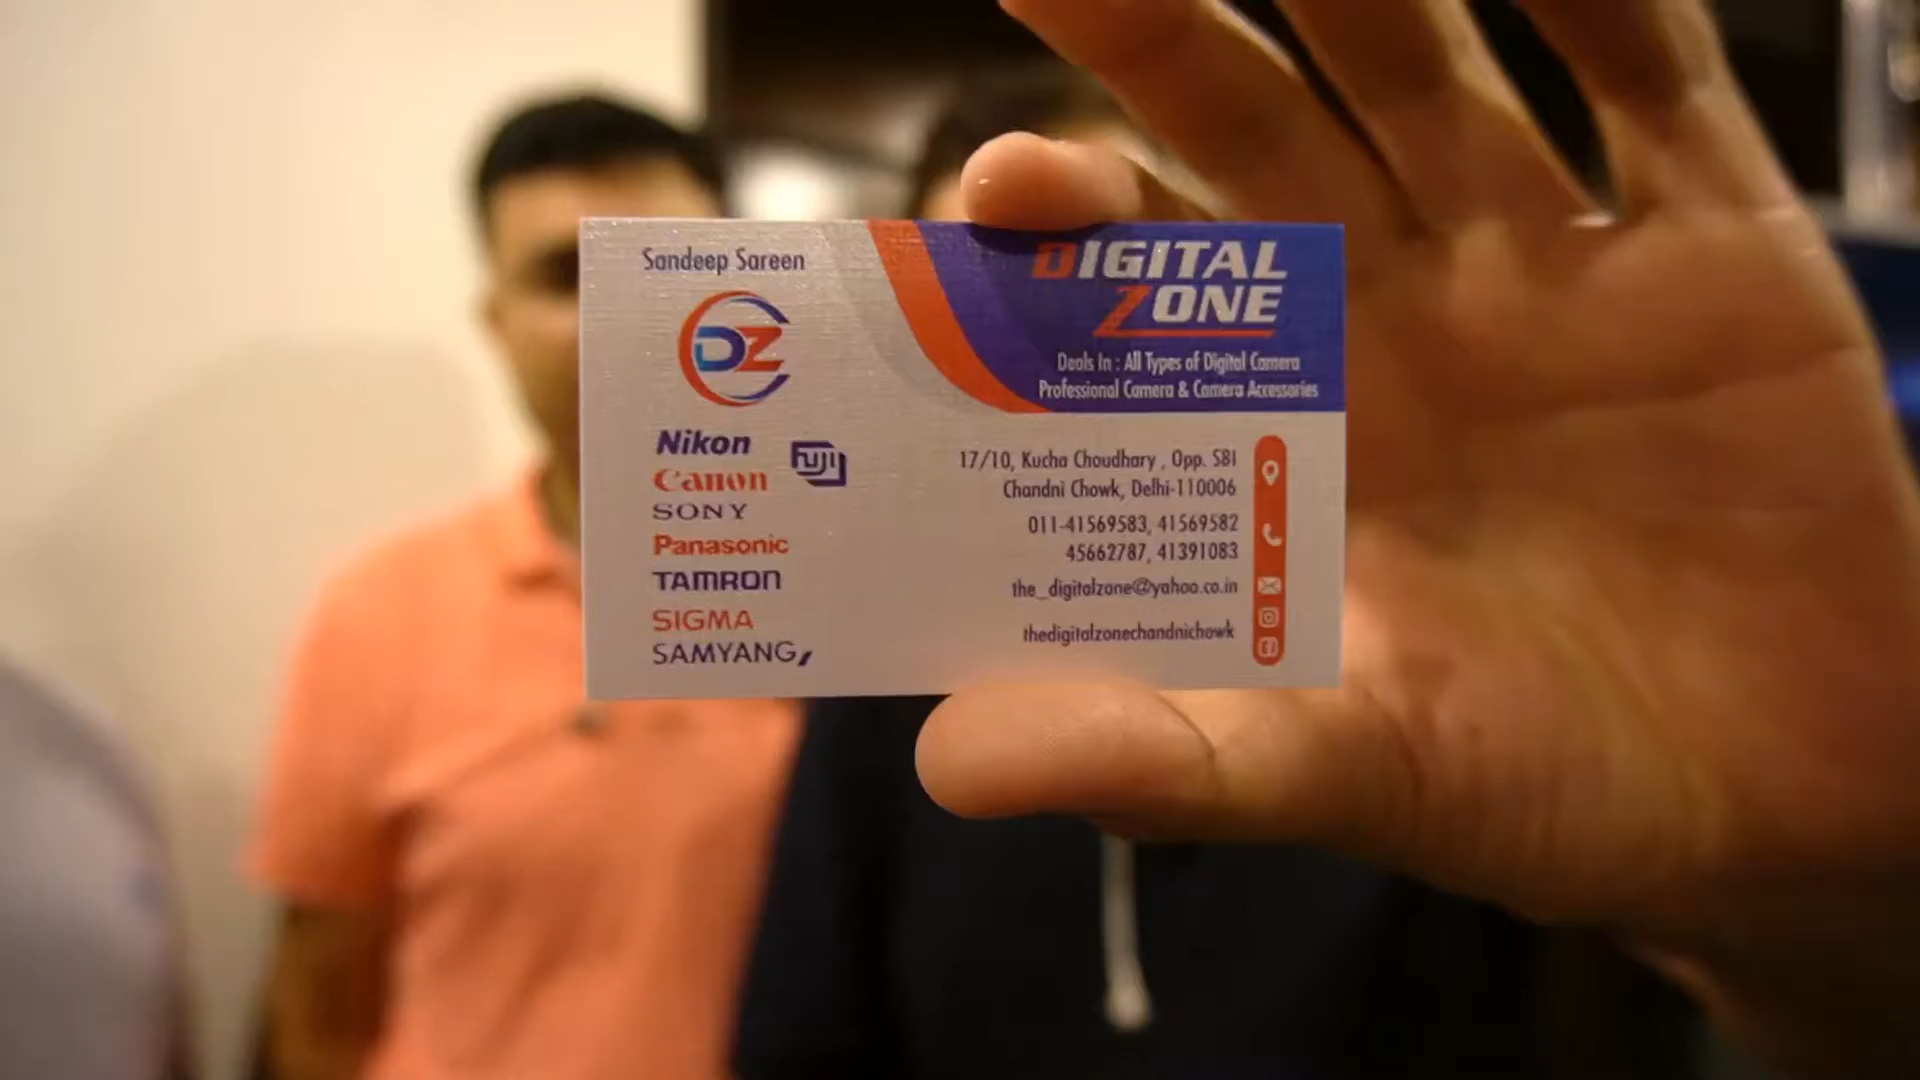 Sandeep Sareen
DZ
Nikon
Canon
FUJI
SONY
Panasonic
TAMRON
SIGMA
SAMYANG
DIGITAL
ZONE
Deals In : All Types of Digital Camera
Professional Camera & Camera Accessories
17/10, Kucha Choudhary , Opp. SBI
Chandni Chowk, Delhi-110006
011-41569583, 41569582
45662787, 41391083
the_digitalzone@yahoo.co.in
thedigitalzonechandnichowk